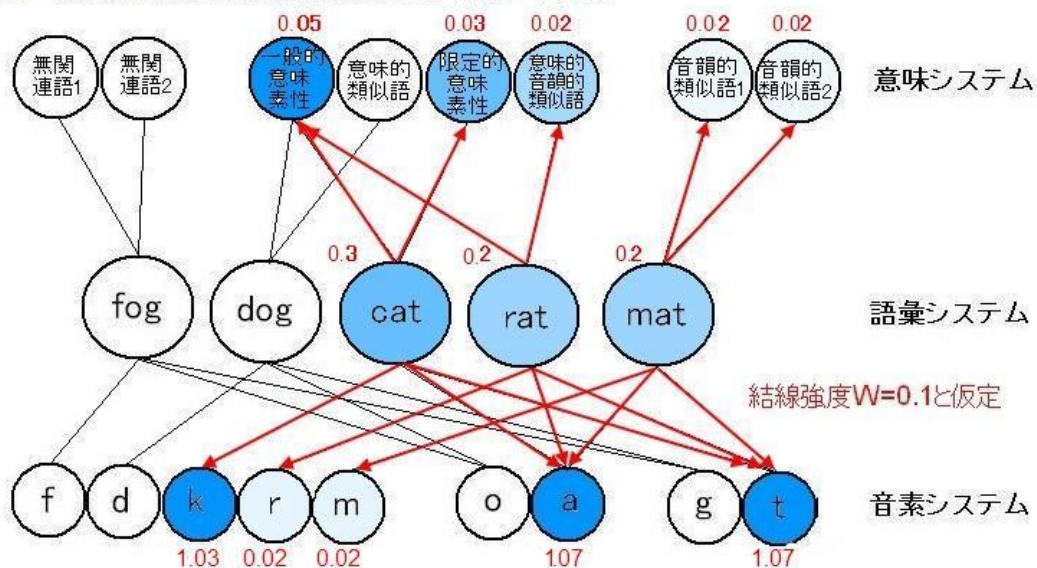 0.05
0.03
0.02
0.02
0.02
無関
連語1
無関
連語2
一般的
意味
素性
意味的
類似語
限定的
意味
素性
意味的
音韻的
類似語
音韻的
類似語1
音韻的
類似語2
意味システム
0.3
0.2
0.2
fog
dog
cat
rat
mat
語彙システム
結線強度W=0.1と仮定
f
d
k
r
m
o
a
g
t
音素システム
1.03
0.02
0.02
1.07
1.07